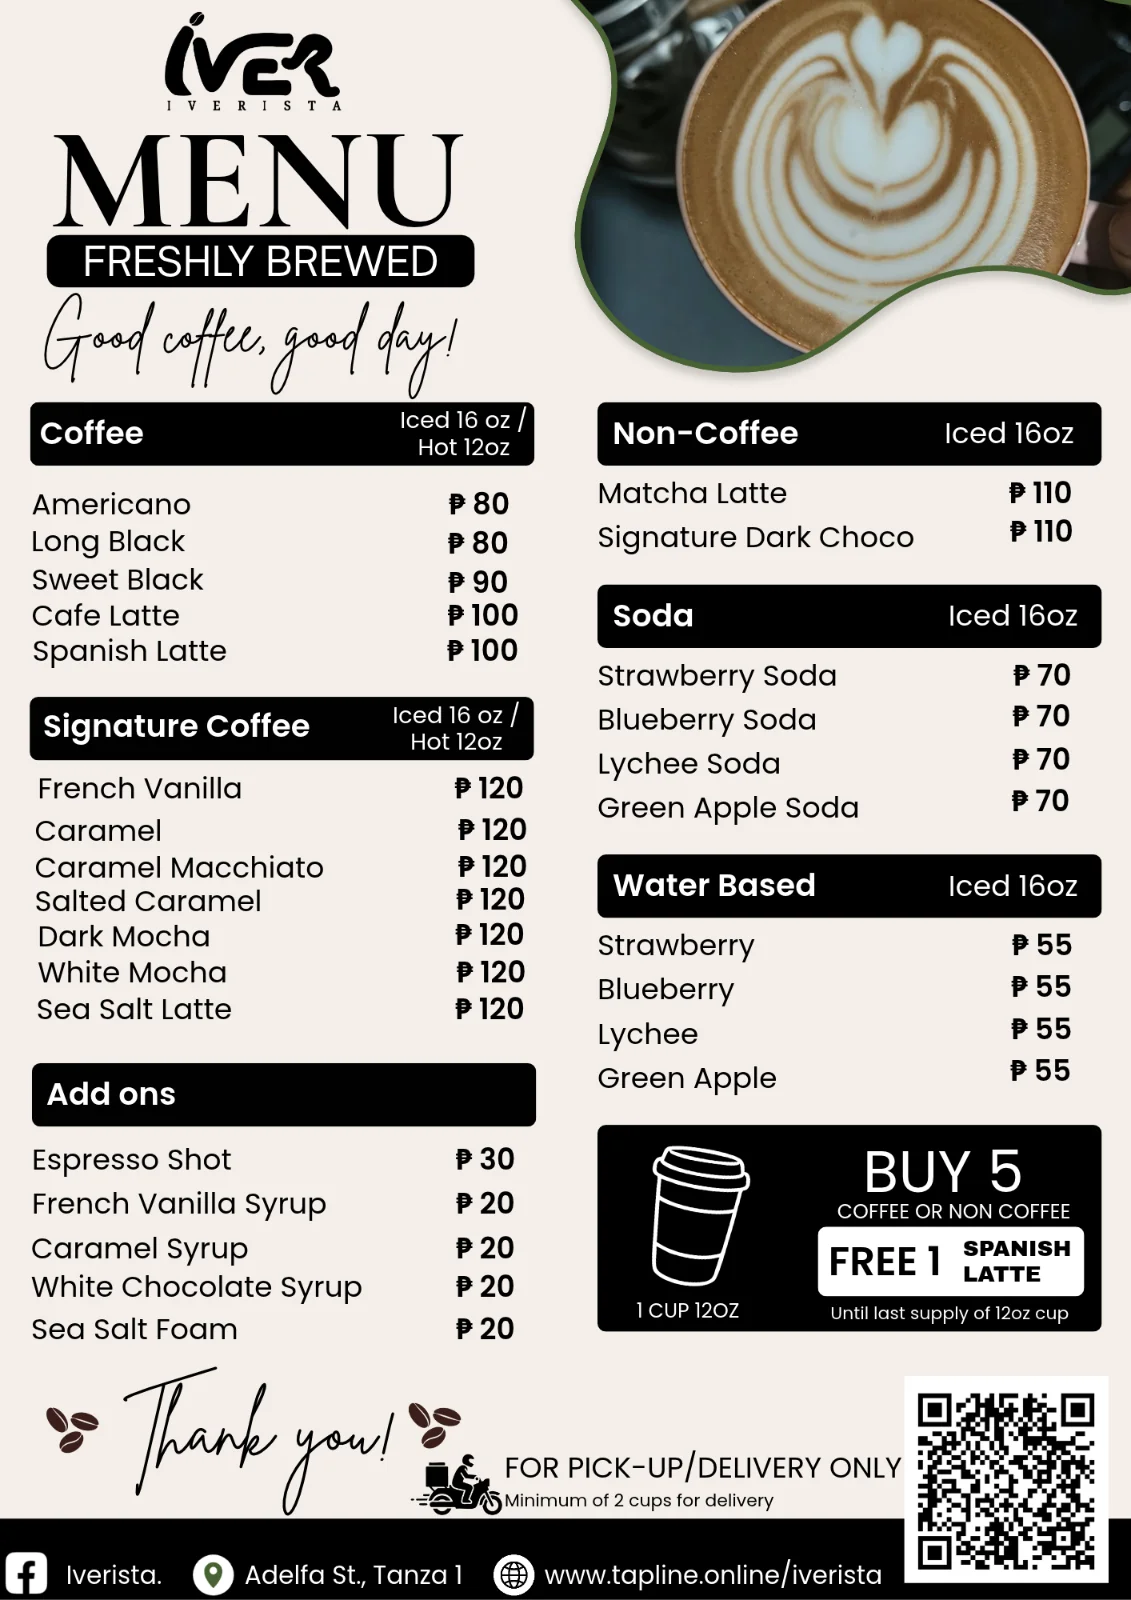 iVER
IVERISTA
MENU
FRESHLY BREWED
Good coffee, good day!
Coffee
Iced 16 oz /
Hot 12oz
Americano ₱ 80
Long Black ₱ 80
Sweet Black ₱ 90
Cafe Latte ₱ 100
Spanish Latte ₱ 100
Signature Coffee
Iced 16 oz /
Hot 12oz
French Vanilla ₱ 120
Caramel ₱ 120
Caramel Macchiato ₱ 120
Salted Caramel ₱ 120
Dark Mocha ₱ 120
White Mocha ₱ 120
Sea Salt Latte ₱ 120
Add ons
Espresso Shot ₱ 30
French Vanilla Syrup ₱ 20
Caramel Syrup ₱ 20
White Chocolate Syrup ₱ 20
Sea Salt Foam ₱ 20
Non-Coffee Iced 16oz
Matcha Latte ₱ 110
Signature Dark Choco ₱ 110
Soda Iced 16oz
Strawberry Soda ₱ 70
Blueberry Soda ₱ 70
Lychee Soda ₱ 70
Green Apple Soda ₱ 70
Water Based Iced 16oz
Strawberry ₱ 55
Blueberry ₱ 55
Lychee ₱ 55
Green Apple ₱ 55
1 CUP 12OZ
BUY 5
COFFEE OR NON COFFEE
FREE 1 SPANISH
LATTE
Until last supply of 12oz cup
Thank you!
FOR PICK-UP/DELIVERY ONLY
Minimum of 2 cups for delivery
Iverista. Adelfa St., Tanza 1 www.tapline.online/iverista